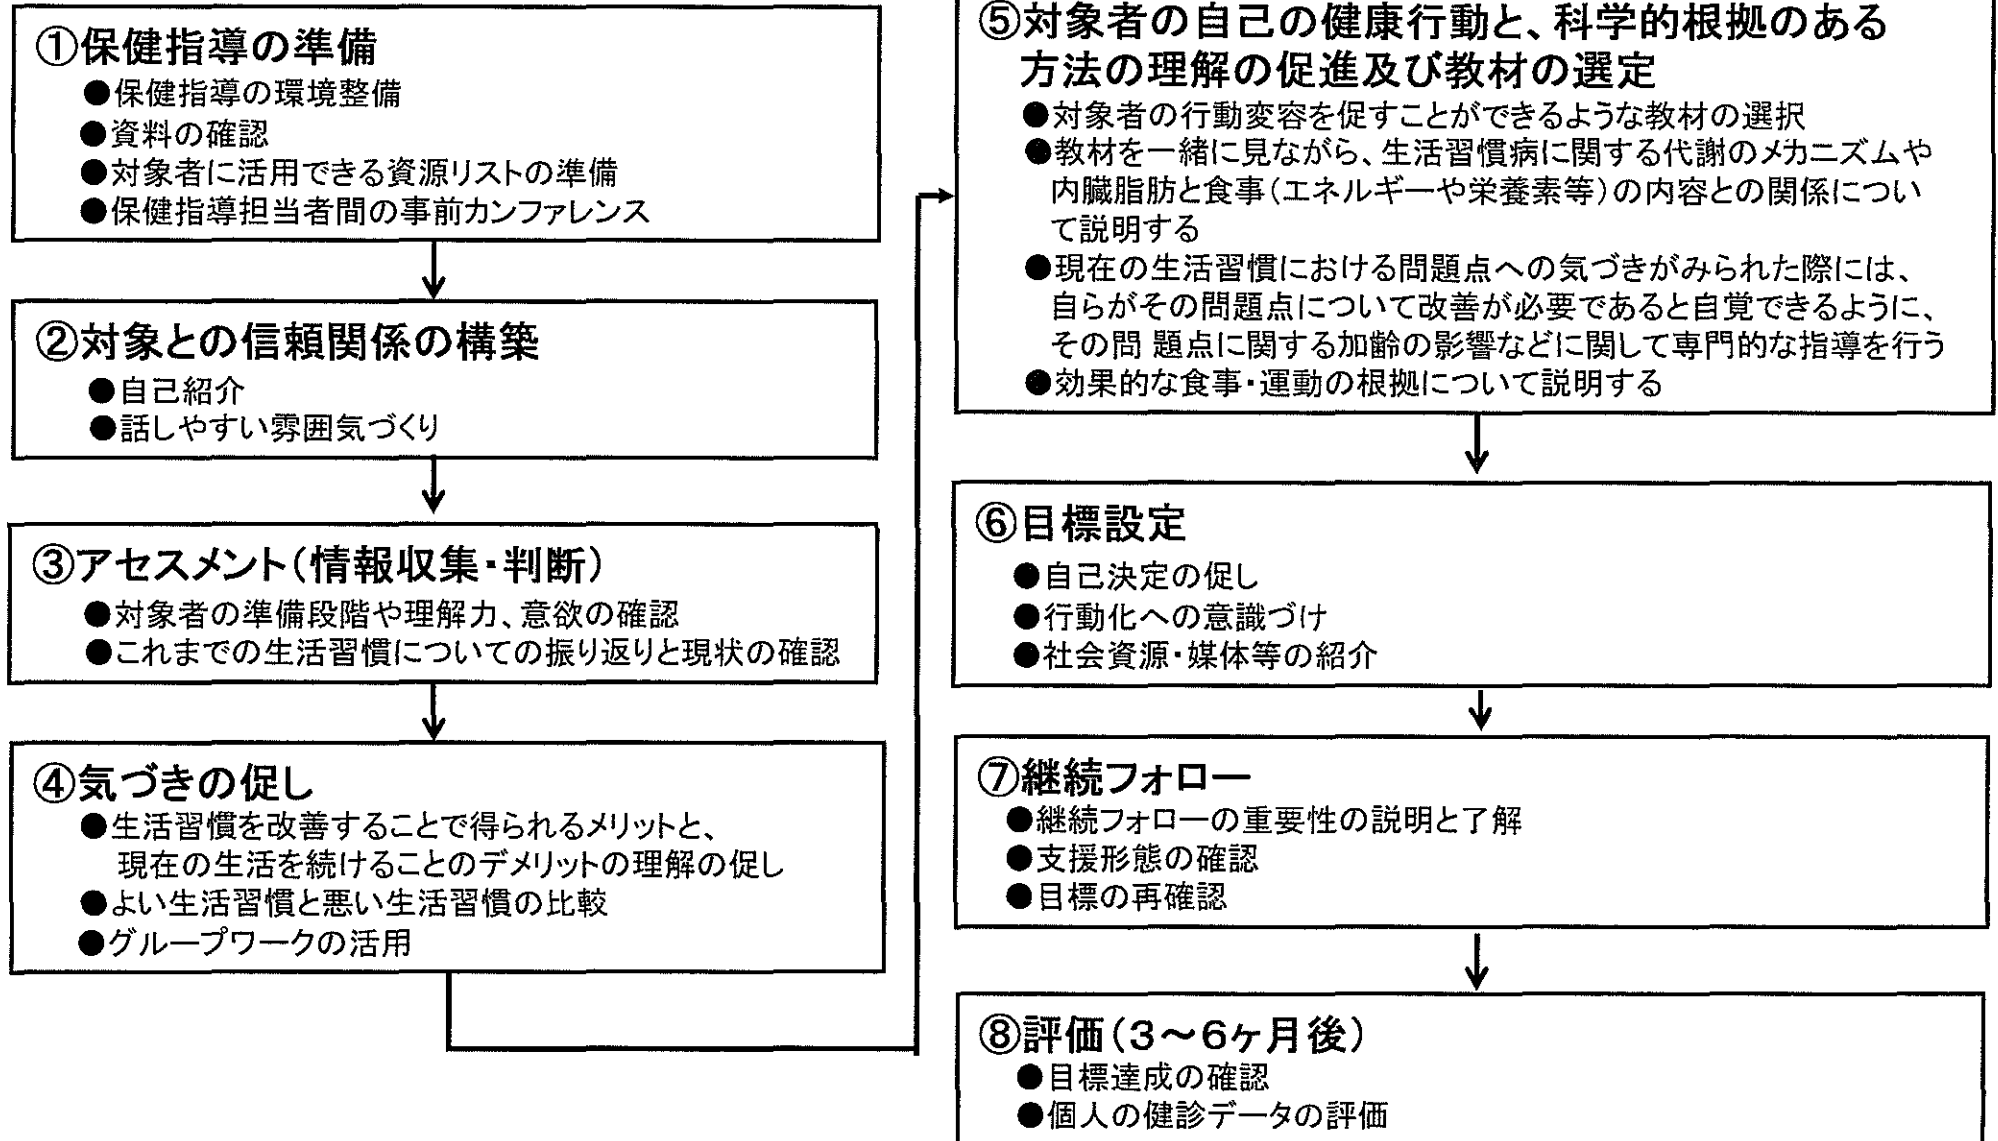 ①保健指導の準備
●保健指導の環境整備
●資料の確認
●対象者に活用できる資源リストの準備
●保健指導担当者間の事前カンファレンス
②対象との信頼関係の構築
●自己紹介
●話しやすい雰囲気づくり
③アセスメント(情報収集・判断)
●対象者の準備段階や理解力、意欲の確認
●これまでの生活習慣についての振り返りと現状の確認
④気づきの促し
●生活習慣を改善することで得られるメリットと、
現在の生活を続けることのデメリットの理解の促し
●よい生活習慣と悪い生活習慣の比較
●グループワークの活用
⑤対象者の自己の健康行動と、科学的根拠のある
方法の理解の促進及び教材の選定
●対象者の行動変容を促すことができるような教材の選択
●教材を一緒に見ながら、生活習慣病に関する代謝のメカニズムや
内臓脂肪と食事(エネルギーや栄養素等)の内容との関係につい
て説明する
●現在の生活習慣における問題点への気づきがみられた際には、
自らがその問題点について改善が必要であると自覚できるように、
その問 題点に関する加齢の影響などに関して専門的な指導を行う
●効果的な食事・運動の根拠について説明する
⑥目標設定
●自己決定の促し
●行動化への意識づけ
●社会資源・媒体等の紹介
⑦継続フォロー
●継続フォローの重要性の説明と了解
●支援形態の確認
●目標の再確認
⑧評価(3～6ヶ月後)
●目標達成の確認
●個人の健診データの評価